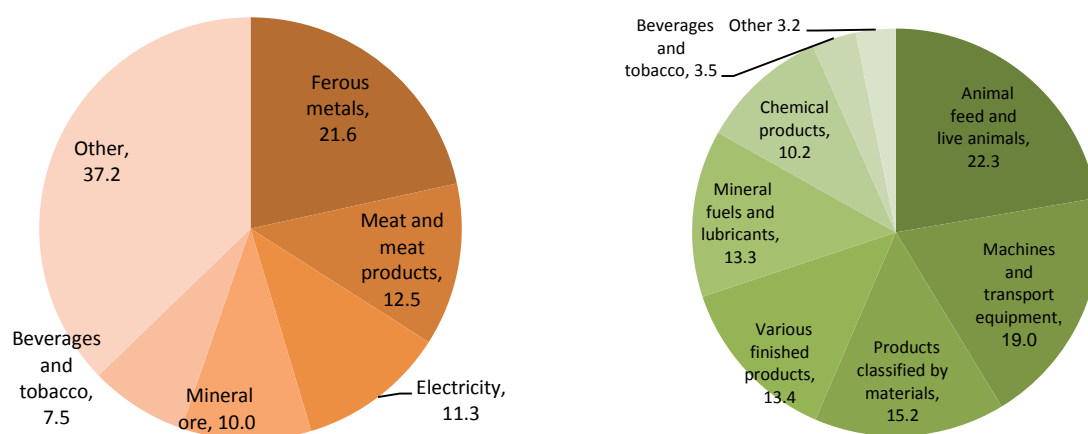 Ferous
metals,
21.6
Meat and
meat
products,
12.5
Electricity,
11.3
Mineral
ore, 10.0
Beverages
and
tobacco,
7.5
Other,
37.2
Animal
feed and
live animals,
22.3
Machines
and
transport
equipment,
19.0
Products
classified by
materials,
15.2
Various
finished
products,
13.4
Mineral
fuels and
lubricants,
13.3
Chemical
products,
10.2
Beverages
and
tobacco, 3.5
Other 3.2